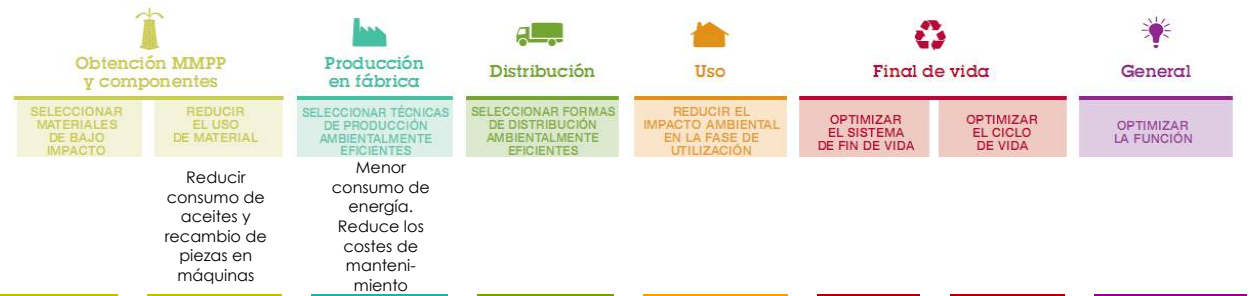 Obtención MMPP
y componentes
Producción
en fábrica
Distribución
Uso
Final de vida
General
SELECCIONAR
MATERIALES
DE BAJO
IMPACTO
REDUCIR
EL USO
DE MATERIAL
SELECCIONAR TÉCNICAS
DE PRODUCCIÓN
AMBIENTALMENTE
EFICIENTES
SELECCIONAR FORMAS
DE DISTRIBUCIÓN
AMBIENTALMENTE
EFICIENTES
REDUCIR EL
IMPACTO AMBIENTAL
EN LA FASE DE
UTILIZACIÓN
OPTIMIZAR
EL SISTEMA
DE FIN DE VIDA
OPTIMIZAR
EL CICLO
DE VIDA
OPTIMIZAR
LA FUNCIÓN
Reducir
consumo de
aceites y
recambio de
piezas en
máquinas
Menor
consumo de
energía.
Reduce los
costes de
manteni-
miento